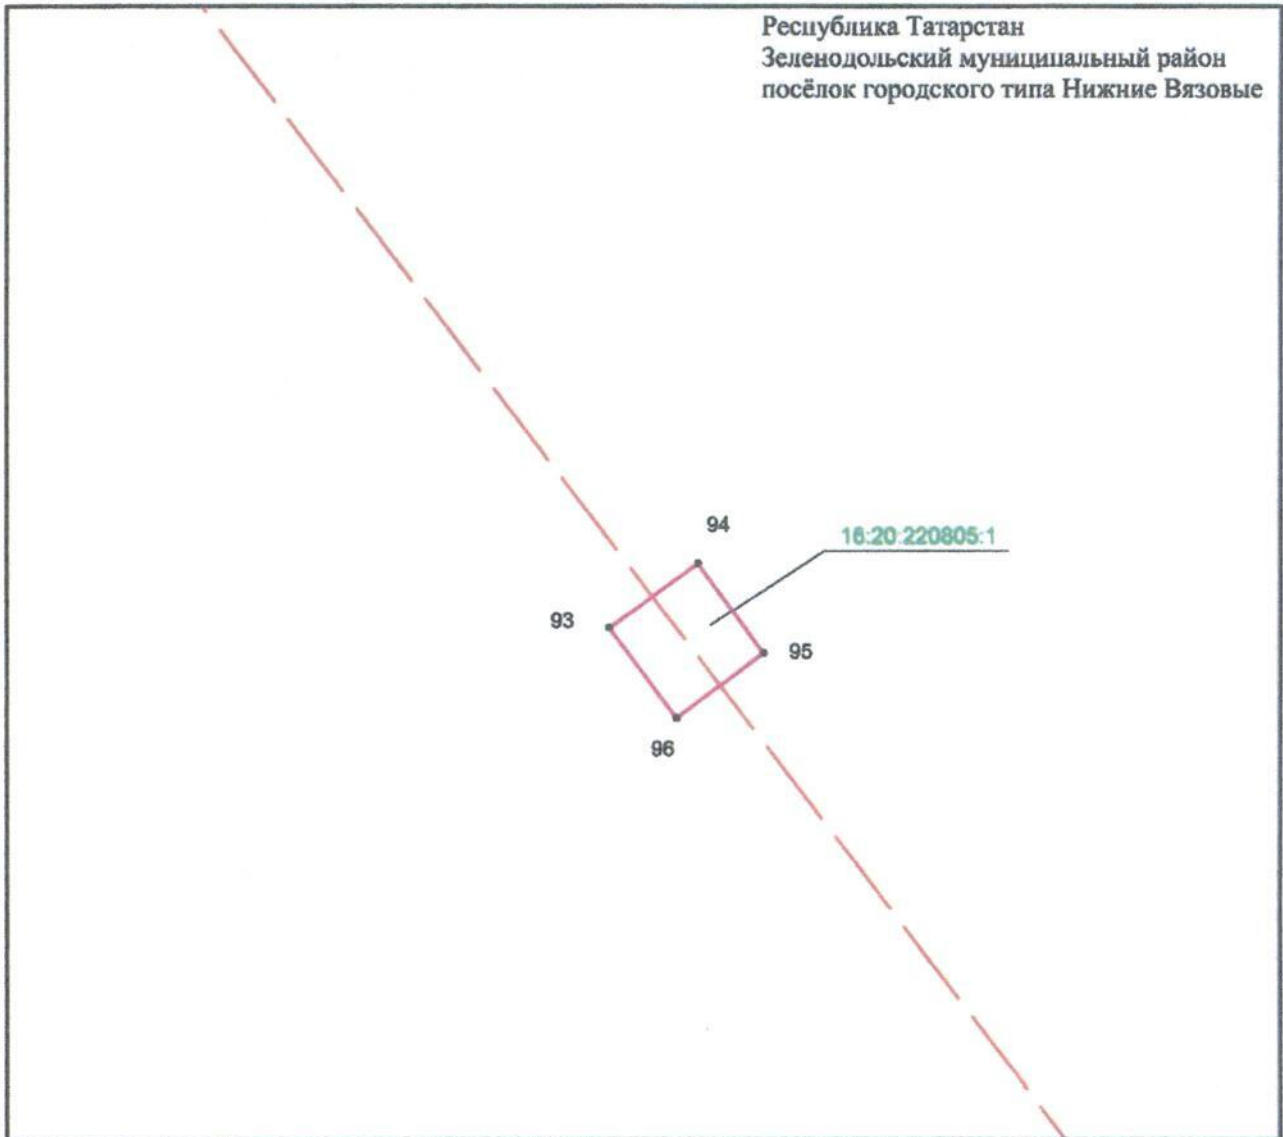 Республика Татарстан
Зеленодольский муниципальный район
посёлок городского типа Нижние Вязовые
94
16:20:220805:1
93
95
96